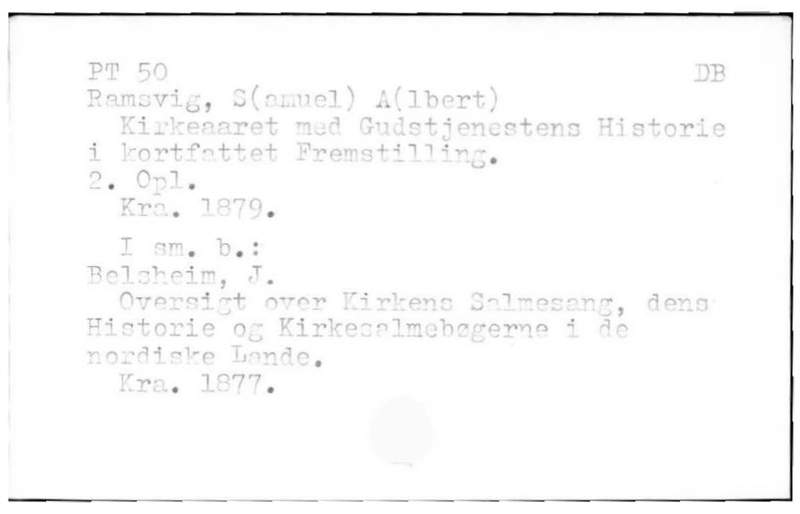 PT 50 DB
Ramsvig, S(amuel) A(lbert)
Kirkeaaret med Gudstjenestens Historie
i kortfattet Fremstilling.
2. Opl.
Kra. 1879.
I sm. b.:
Belsheim, J.
Oversigt over Kirkens Salmesang, dens
Historie og Kirkesalmebøgerne i de
nordiske Lande.
Kra. 1877.